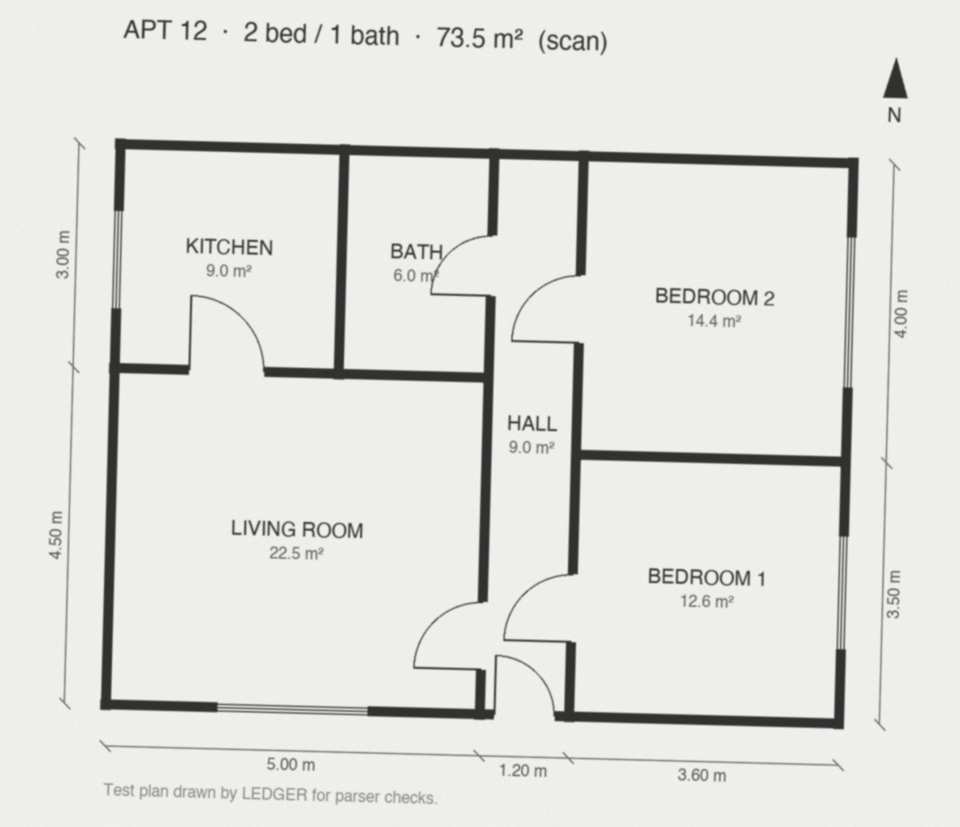 APT 12 · 2 bed / 1 bath · 73.5 m² (scan)
N
KITCHEN
9.0 m²
BATH
6.0 m²
BEDROOM 2
14.4 m²
3.00 m
4.00 m
HALL
9.0 m²
LIVING ROOM
22.5 m²
BEDROOM 1
12.6 m²
4.50 m
3.50 m
5.00 m
1.20 m
3.60 m
Test plan drawn by LEDGER for parser checks.